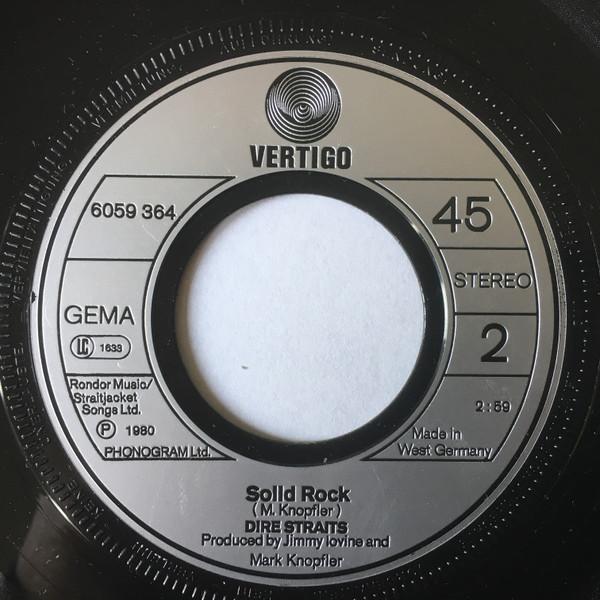 VERTIGO
6059 364
45
STEREO
GEMA
LC 1633
2
Rondor Music/
Straitjacket
Songs Ltd.
P 1980
PHONOGRAM Ltd.
2:59
Made in
West Germany
Solid Rock
( M. Knopfler )
DIRE STRAITS
Produced by Jimmy Iovine and
Mark Knopfler